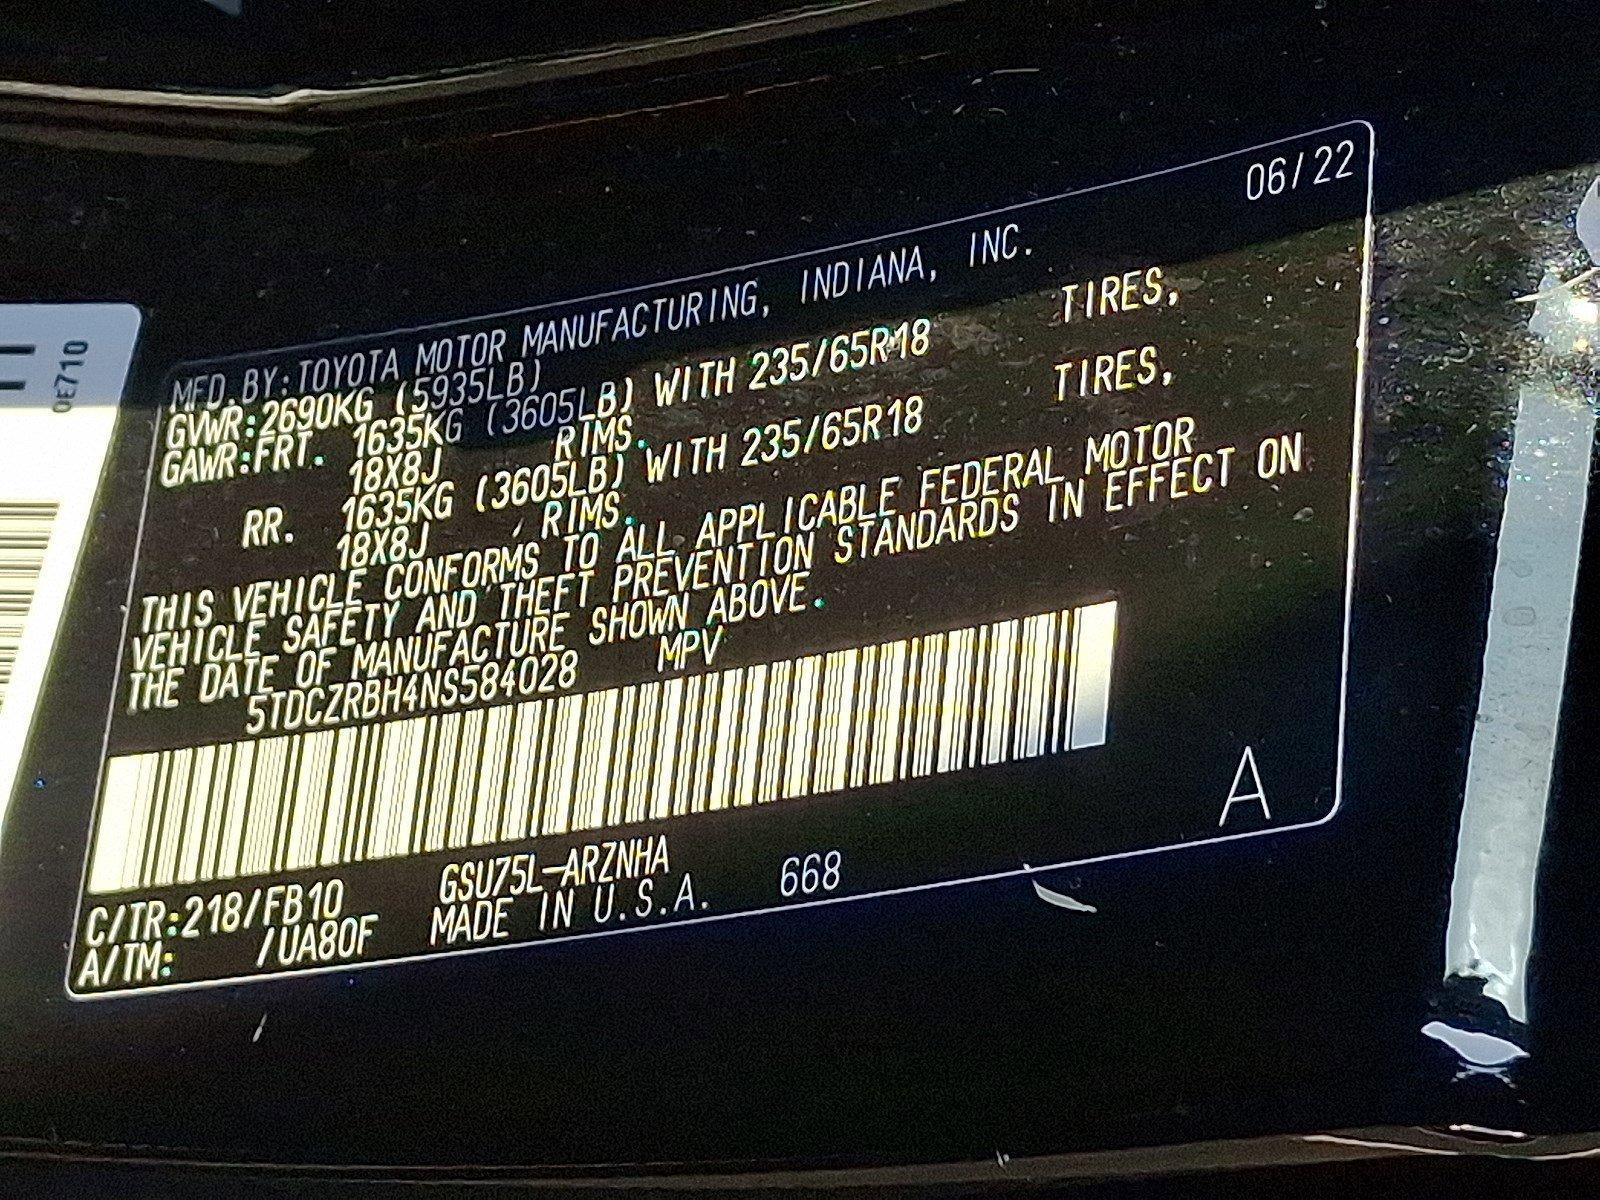 06/22
MFD.BY:TOYOTA MOTOR MANUFACTURING, INDIANA, INC.
GVWR:2690KG (5935LB)
GAWR:FRT. 1635KG (3605LB) WITH 235/65R18 TIRES,
18X8J RIMS.
RR. 1635KG (3605LB) WITH 235/65R18 TIRES,
18X8J RIMS.
THIS VEHICLE CONFORMS TO ALL APPLICABLE FEDERAL MOTOR
VEHICLE SAFETY AND THEFT PREVENTION STANDARDS IN EFFECT ON
THE DATE OF MANUFACTURE SHOWN ABOVE.
5TDCZRBH4NS584028 MPV
A
C/TR:218/FB10 GSU75L-ARZNHA
A/TM: /UA80F MADE IN U.S.A. 668
0E710